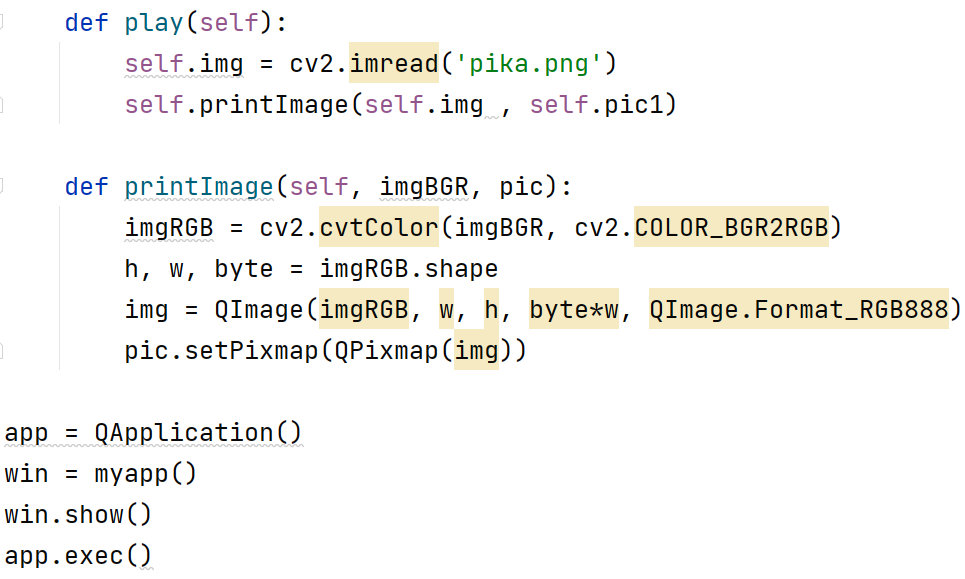 def play(self):
self.img = cv2.imread('pika.png')
self.printImage(self.img , self.pic1)
def printImage(self, imgBGR, pic):
imgRGB = cv2.cvtColor(imgBGR, cv2.COLOR_BGR2RGB)
h, w, byte = imgRGB.shape
img = QImage(imgRGB, w, h, byte*w, QImage.Format_RGB888)
pic.setPixmap(QPixmap(img))
app = QApplication()
win = myapp()
win.show()
app.exec()